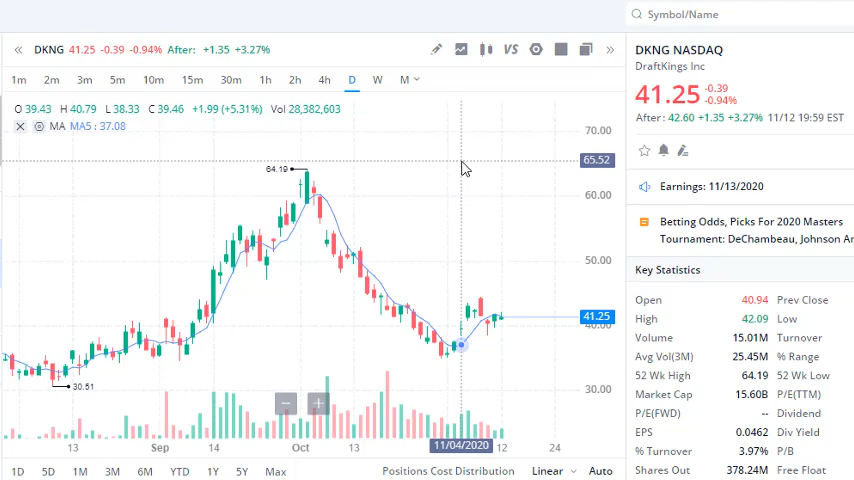 Symbol/Name
DKNG 41.25 -0.39 -0.94% After: +1.35 +3.27%
VS
1m 2m 3m 5m 10m 15m 30m 1h 2h 4h D W M
O 39.43 H 40.79 L 38.33 C 39.46 +1.99 (+5.31%) Vol 28,382,603
MA MA5 : 37.08
70.00
65.52
64.19
60.00
50.00
41.25
40.00
30.51
30.00
13 Sep 14 Oct 13 11/04/2020 12 24
1D 5D 1M 3M 6M YTD 1Y 5Y Max Positions Cost Distribution Linear Auto
DKNG NASDAQ
DraftKings Inc
41.25 -0.39
-0.94%
After : 42.60 +1.35 +3.27% 11/12 19:59 EST
Earnings: 11/13/2020
Betting Odds, Picks For 2020 Masters
Tournament: DeChambeau, Johnson Ar
Key Statistics
Open 40.94 Prev Close
High 42.09 Low
Volume 15.01M Turnover
Avg Vol(3M) 25.45M % Range
52 Wk High 64.19 52 Wk Low
Market Cap 15.60B P/E(TTM)
P/E(FWD) -- Dividend
EPS 0.0462 Div Yield
% Turnover 3.97% P/B
Shares Out 378.24M Free Float